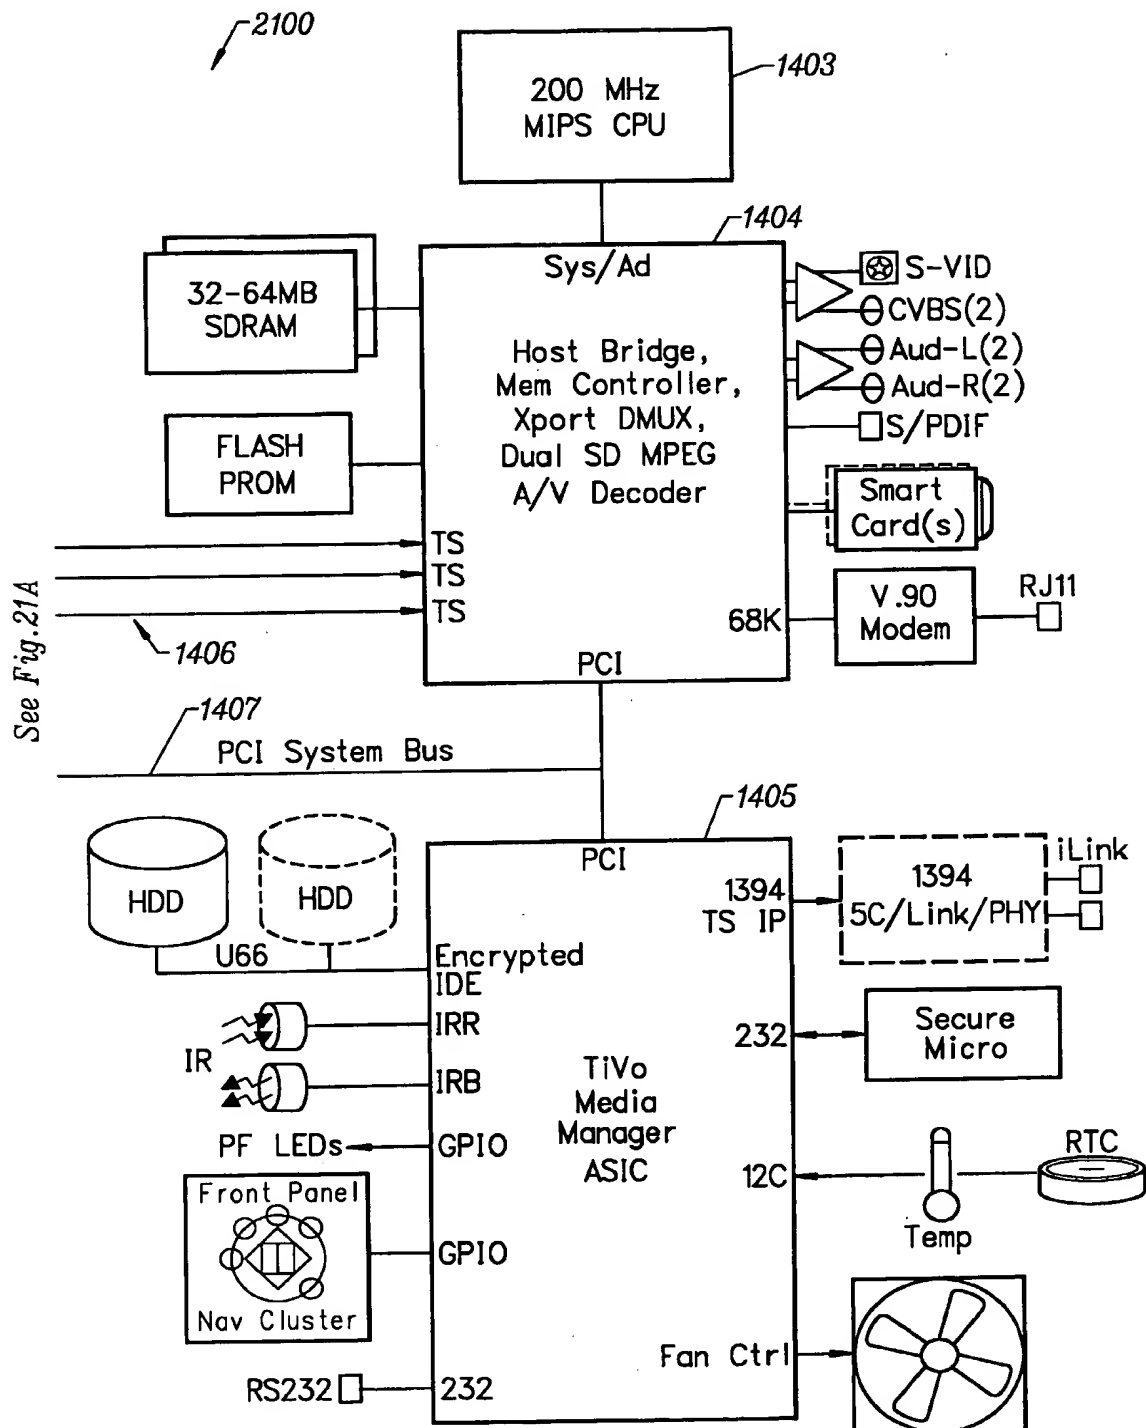 2100
200 MHz
MIPS CPU
1403
1404
Sys/Ad
32-64MB
SDRAM
Host Bridge,
Mem Controller,
Xport DMUX,
Dual SD MPEG
A/V Decoder
S-VID
CVBS(2)
Aud-L(2)
Aud-R(2)
S/PDIF
FLASH
PROM
Smart
Card(s)
TS
TS
TS
1406
See Fig.21A
68K
V.90
Modem
RJ11
PCI
1407
PCI System Bus
1405
PCI
HDD
HDD
U66
Encrypted
IDE
1394
TS IP
1394
5C/Link/PHY
iLink
IR
IRR
IRB
232
Secure
Micro
TiVo
Media
Manager
ASIC
PF LEDs
GPIO
12C
Temp
RTC
Front Panel
Nav Cluster
GPIO
Fan Ctrl
RS232
232